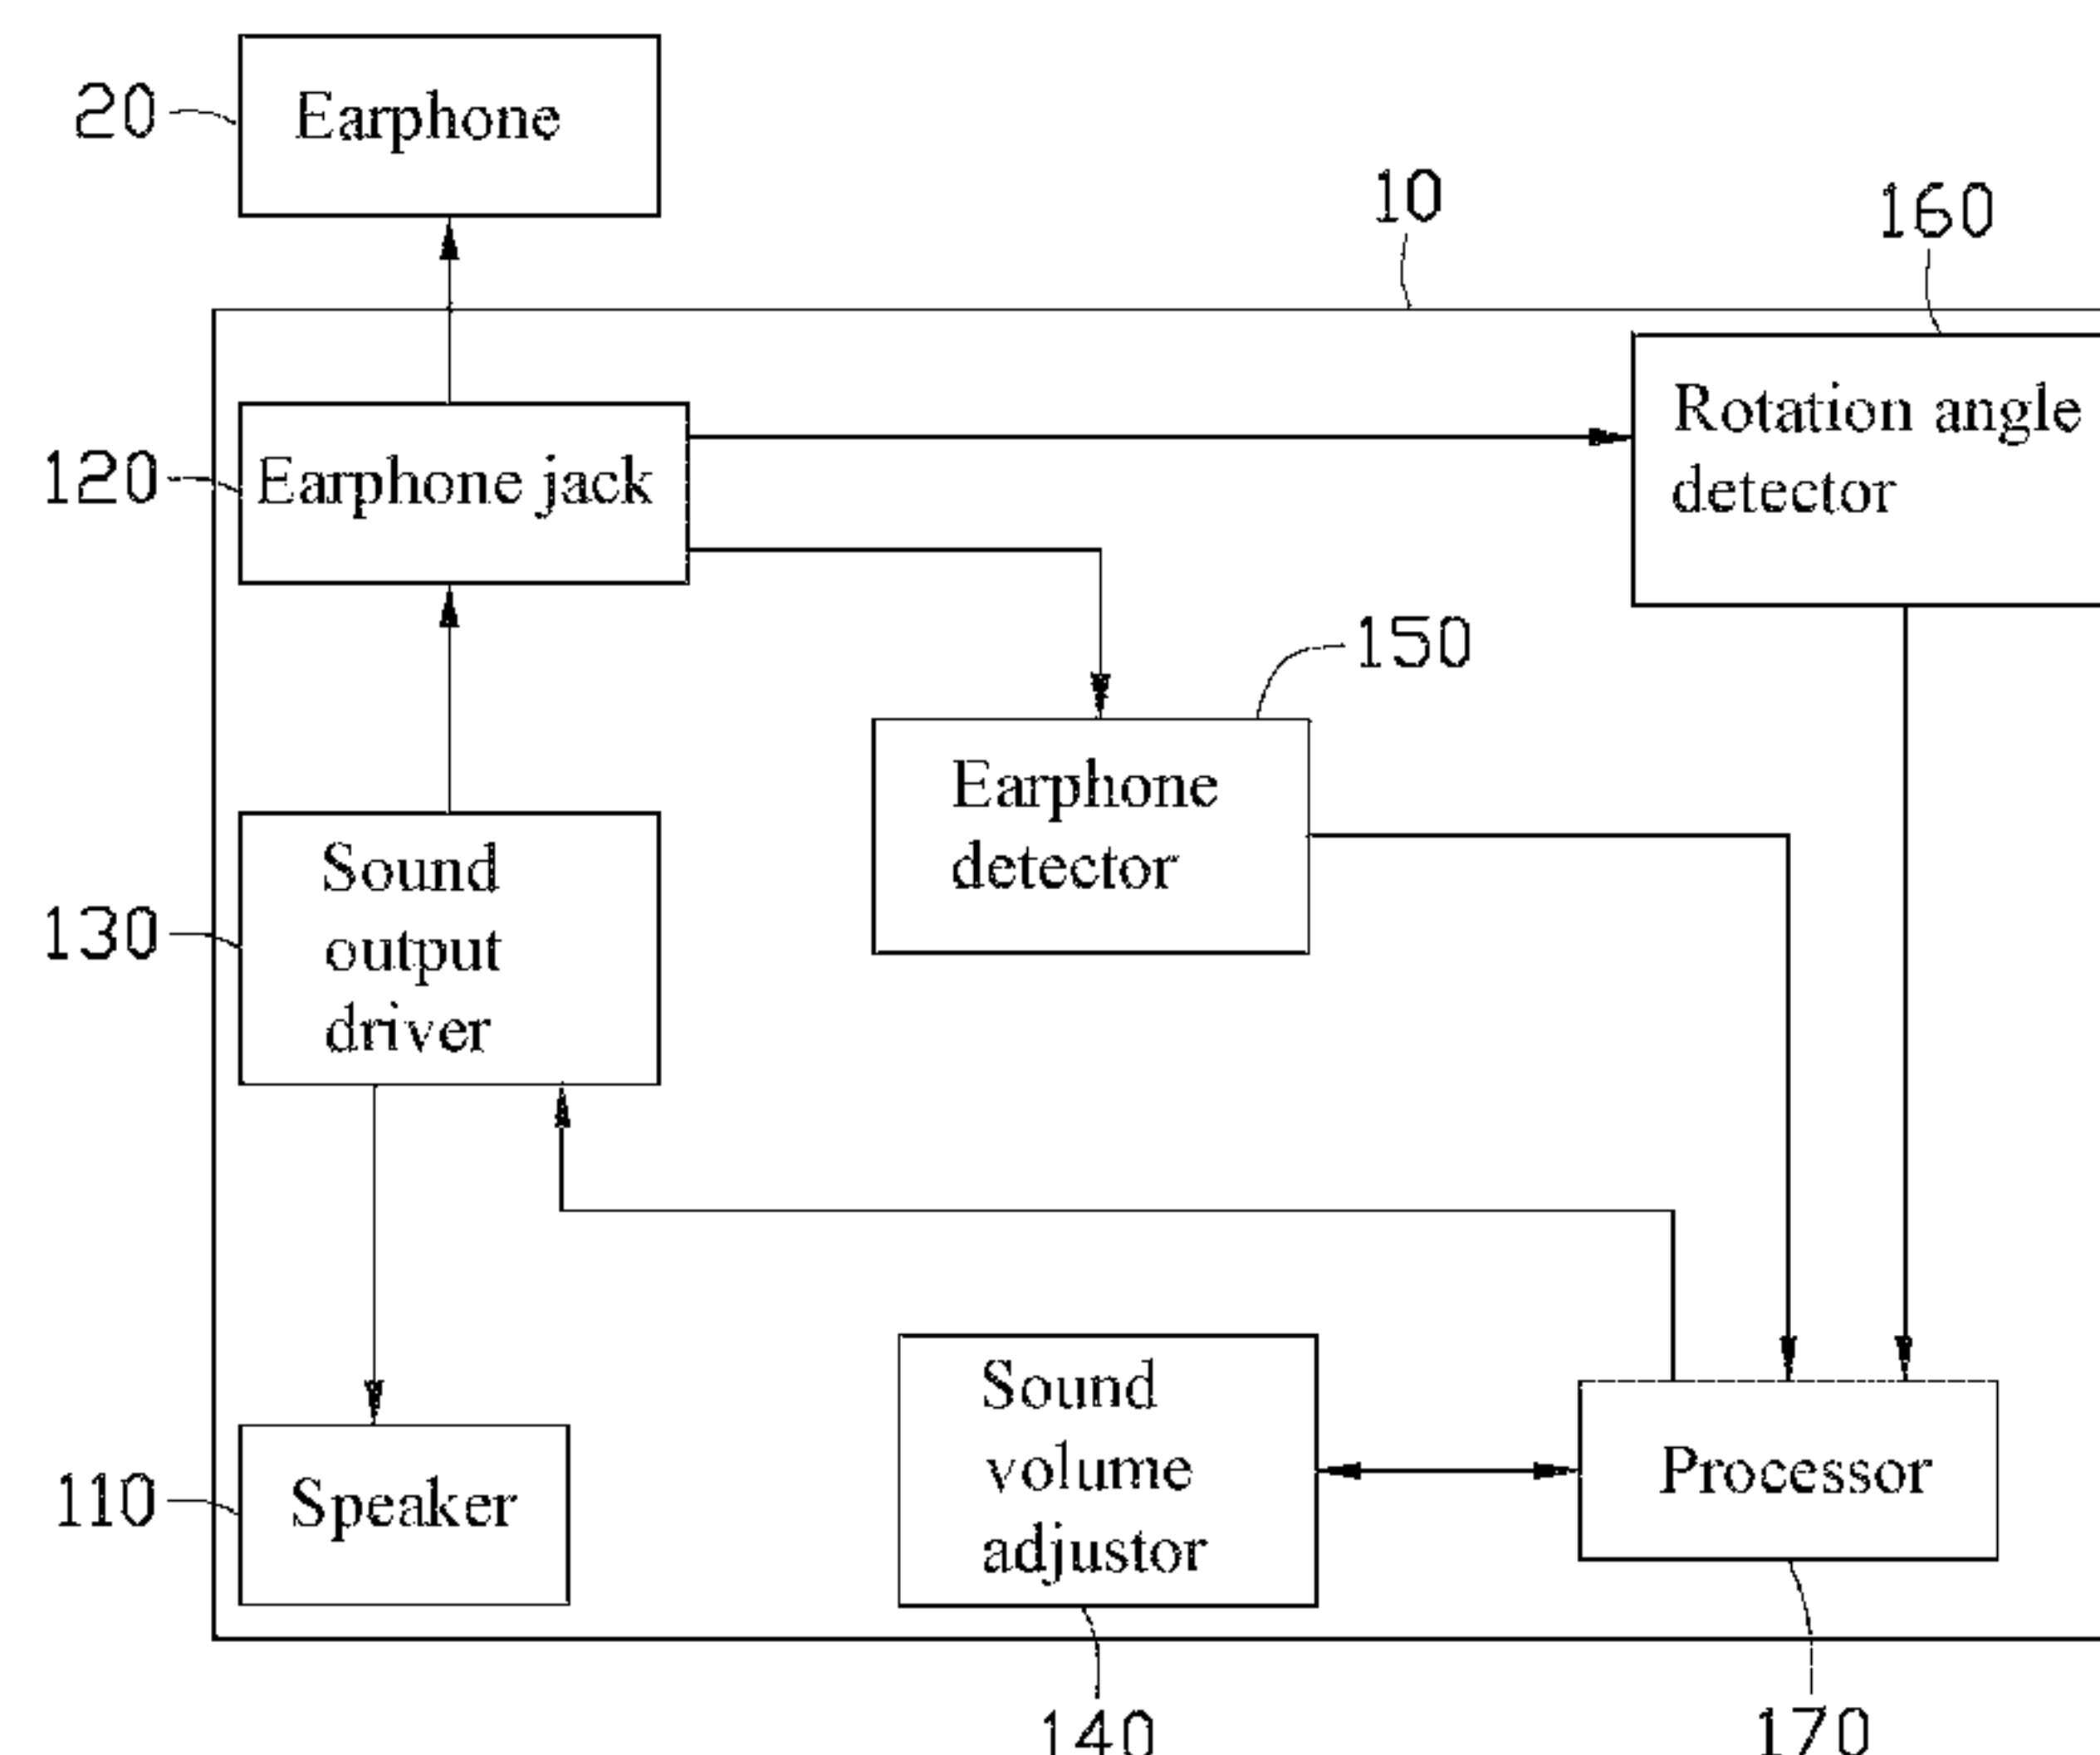 20
Earphone
10
160
120
Earphone jack
Rotation angle
detector
150
130
Sound
output
driver
Earphone
detector
110
Speaker
Sound
volume
adjustor
Processor
140
170